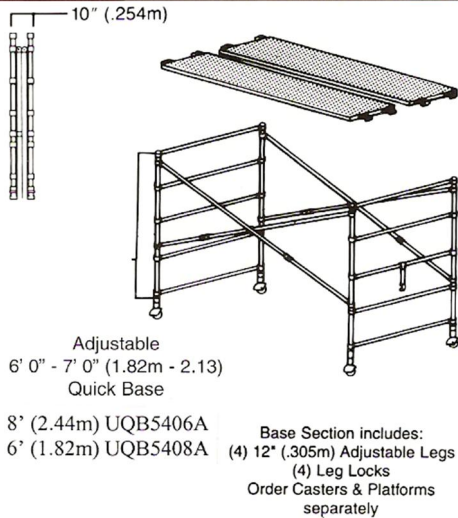 10" (.254m)
Adjustable
6' 0" - 7' 0" (1.82m - 2.13)
Quick Base
8' (2.44m) UQB5406A
6' (1.82m) UQB5408A
Base Section includes:
(4) 12" (.305m) Adjustable Legs
(4) Leg Locks
Order Casters & Platforms
separately